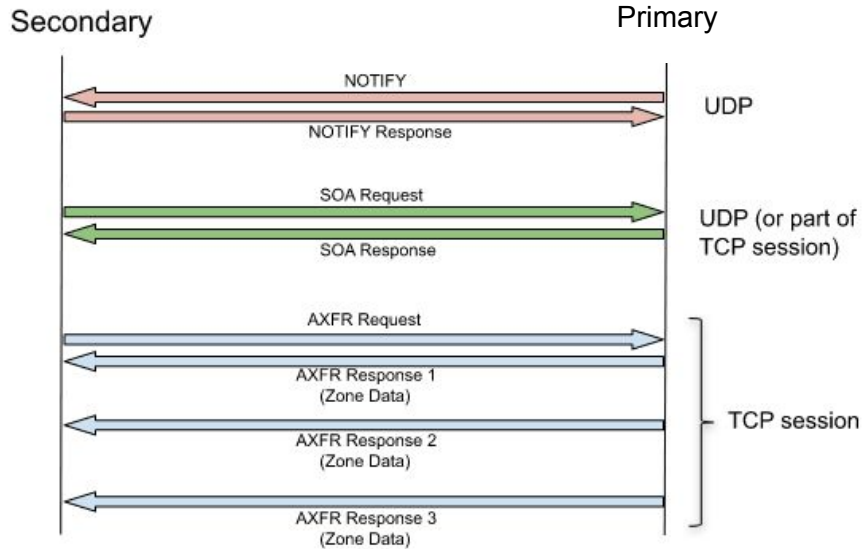 Secondary
Primary
NOTIFY
UDP
NOTIFY Response
SOA Request
UDP (or part of
TCP session)
SOA Response
AXFR Request
AXFR Response 1
(Zone Data)
TCP session
AXFR Response 2
(Zone Data)
AXFR Response 3
(Zone Data)